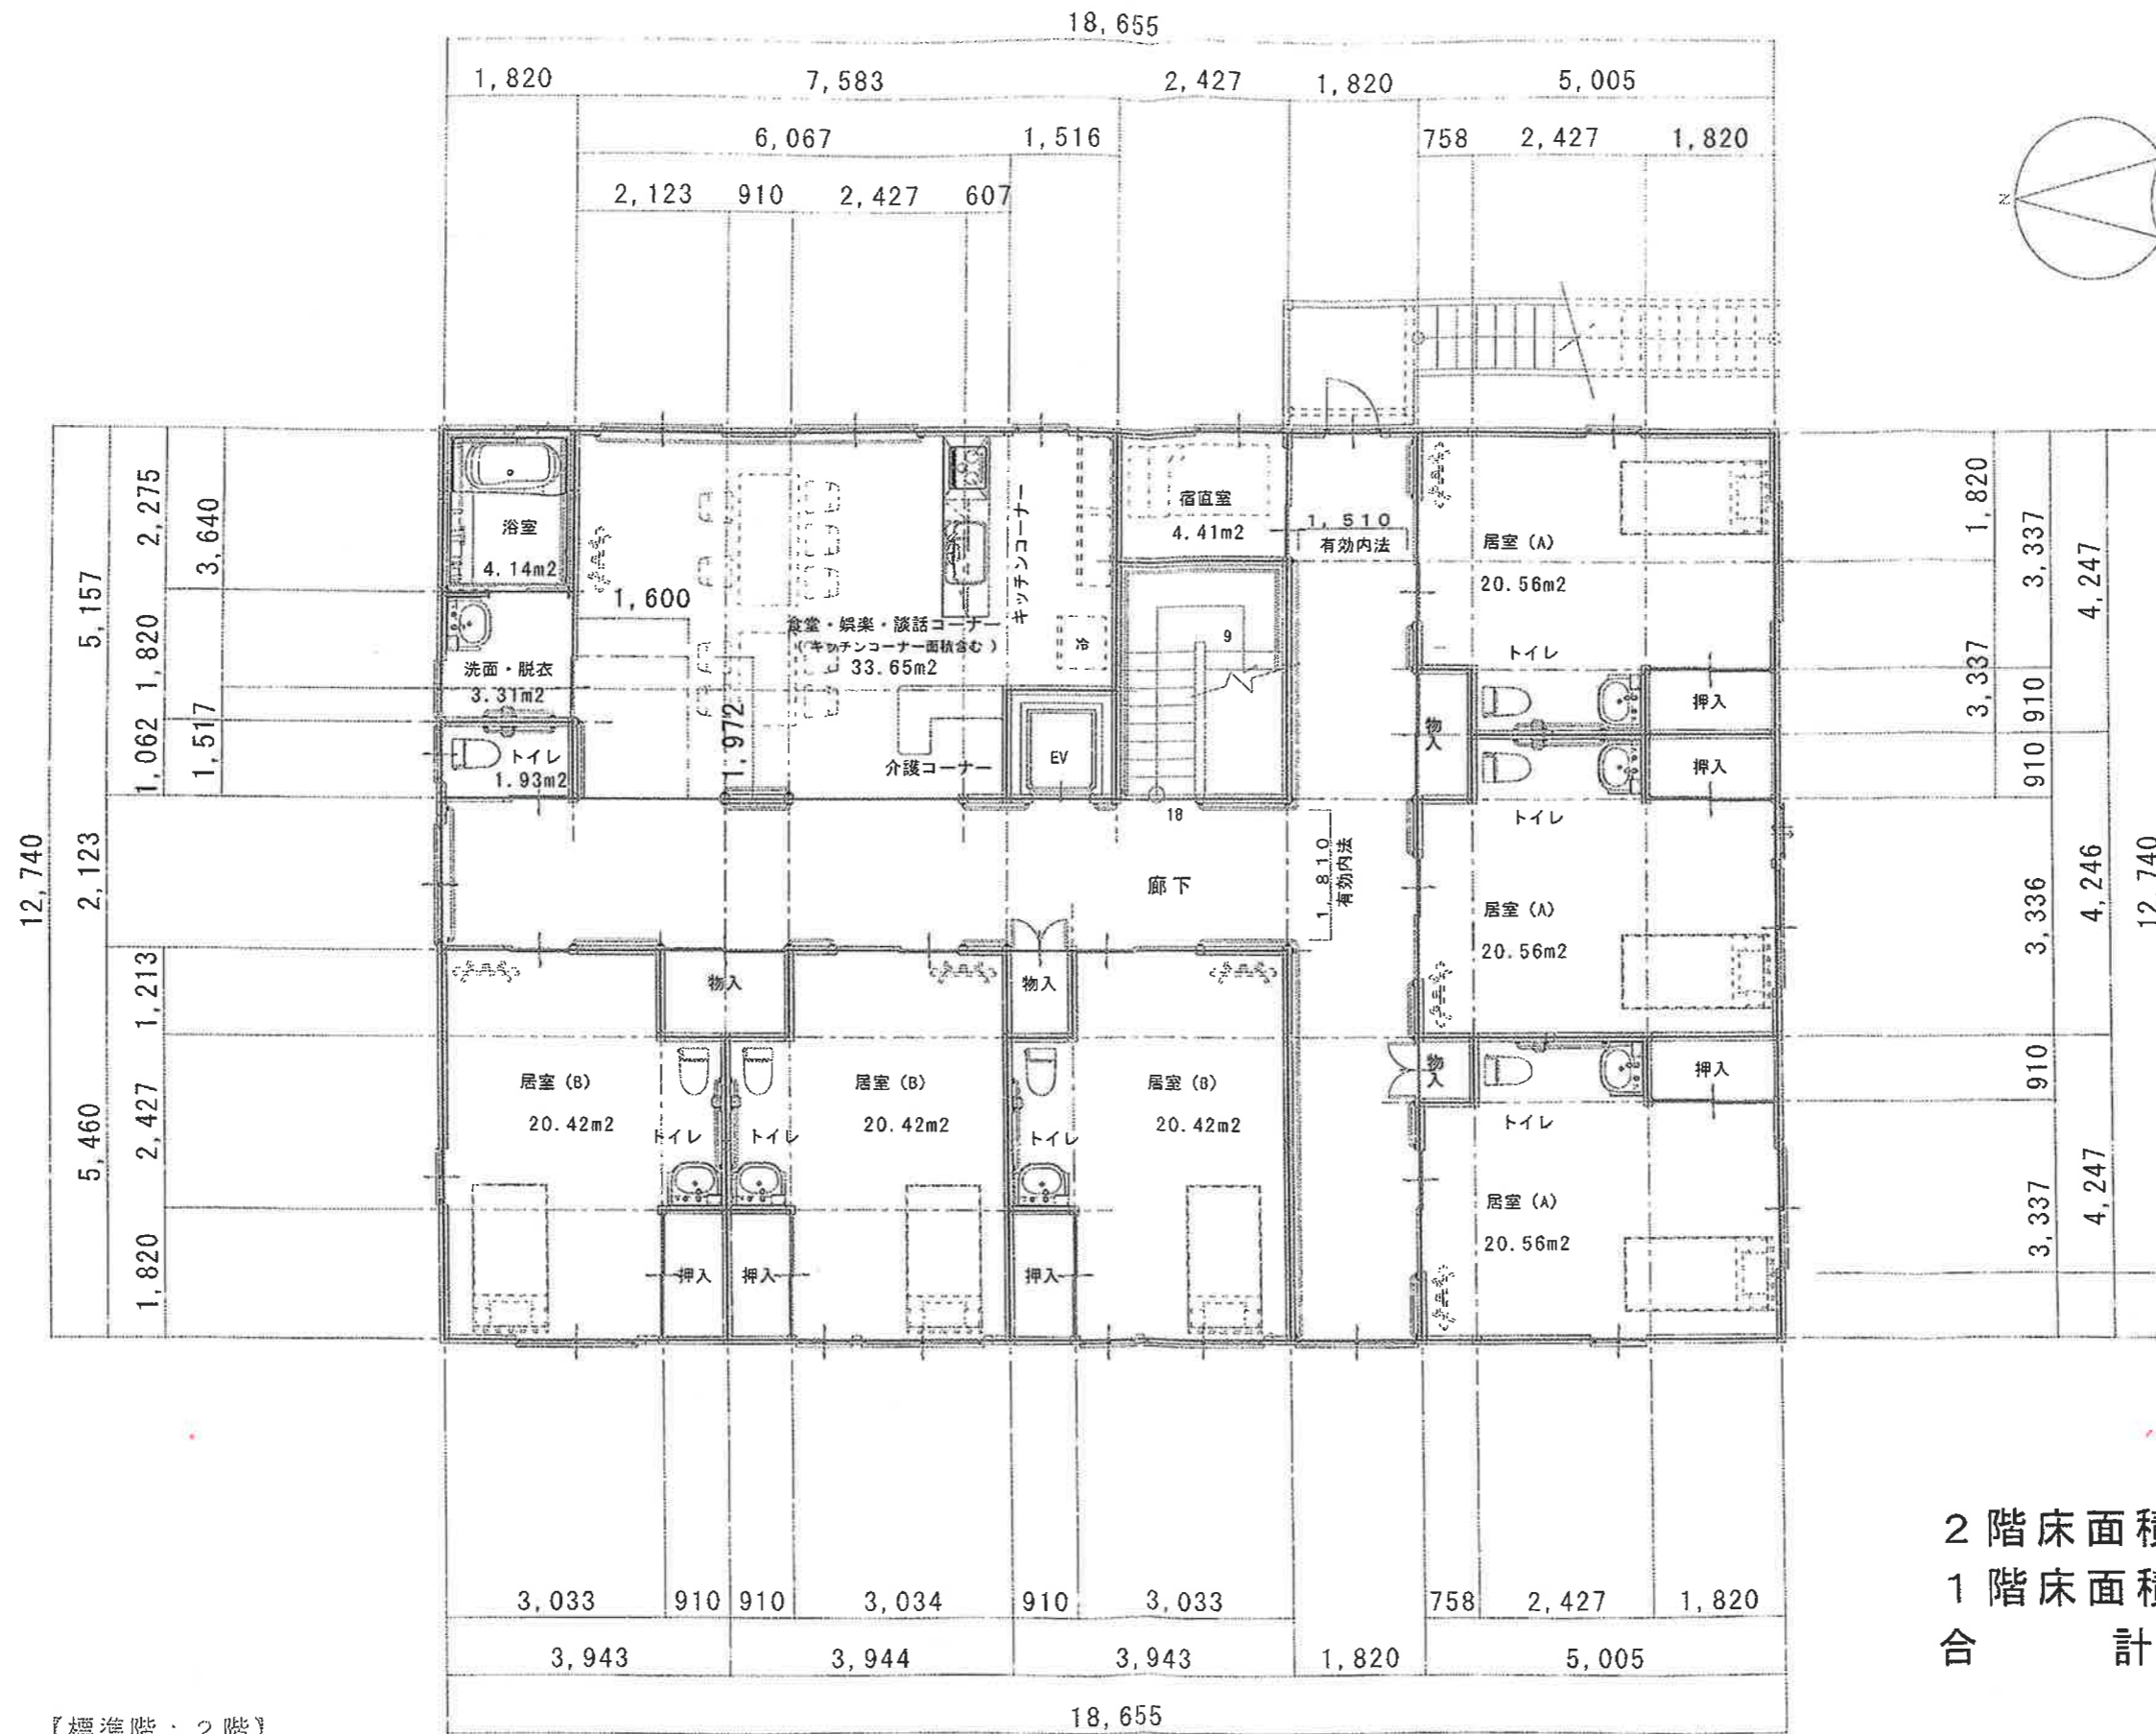 18,655
1,820 7,583 2,427 1,820 5,005
6,067 1,516 758 2,427 1,820
2,123 910 2,427 607
N
12,740
5,157 2,123 5,460
2,275 1,820 1,062 1,213 2,427 1,820
3,640 1,517
浴室
4.14m2
洗面・脱衣
3.31m2
トイレ
1.93m2
1,600
1,972
食堂・娯楽・談話コーナー
(キッチンコーナー面積含む)
33.65m2
キッチンコーナー
冷
介護コーナー
EV
宿直室
4.41m2
9
18
1,510
有効内法
居室(A)
20.56m2
トイレ
押入
物入
押入
トイレ
廊下
1,810
有効内法
居室(A)
20.56m2
物入
押入
トイレ
居室(A)
20.56m2
物入
物入
居室(B)
20.42m2
トイレ
トイレ
居室(B)
20.42m2
トイレ
居室(B)
20.42m2
押入
押入
押入
1,820
3,337
3,337
910
910
3,336
910
3,337
4,247
4,246
4,247
12,740
3,033 910 910 3,034 910 3,033 758 2,427 1,820
3,943 3,944 3,943 1,820 5,005
18,655
2階床面積
1階床面積
合計
【標準階：2階】